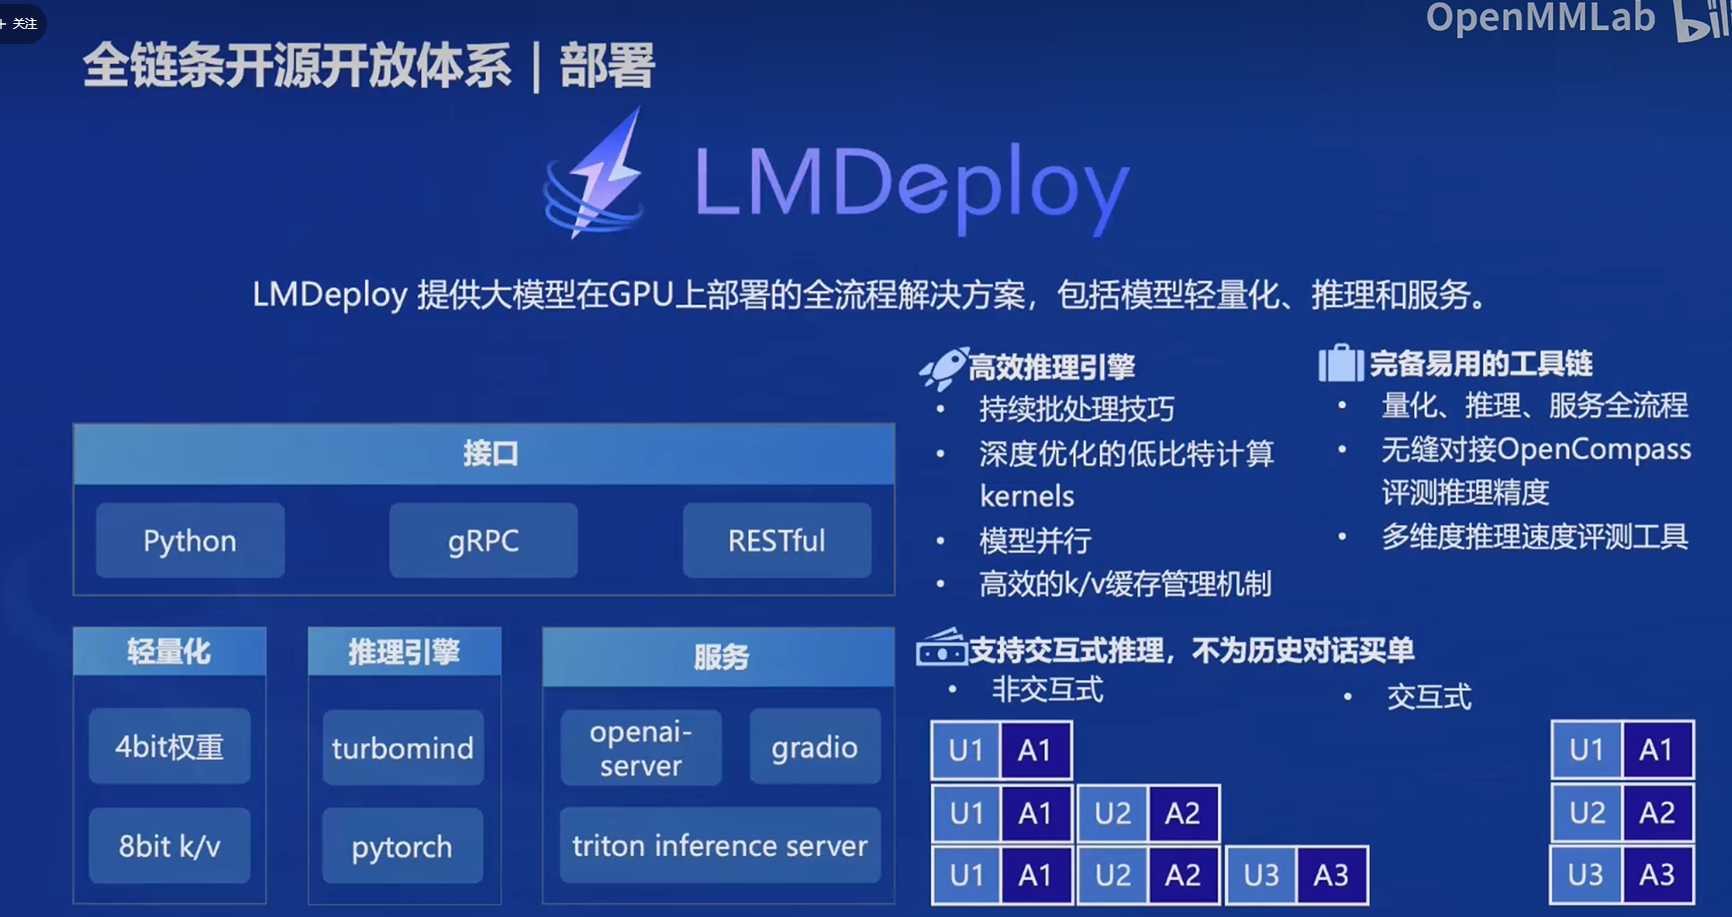 + 关注
OpenMMLab
全链条开源开放体系 | 部署
LMDeploy
LMDeploy 提供大模型在GPU上部署的全流程解决方案，包括模型轻量化、推理和服务。
接口
Python
gRPC
RESTful
轻量化
4bit权重
8bit k/v
推理引擎
turbomind
pytorch
服务
openai-
server
gradio
triton inference server
高效推理引擎
• 持续批处理技巧
• 深度优化的低比特计算
kernels
• 模型并行
• 高效的k/v缓存管理机制
完备易用的工具链
• 量化、推理、服务全流程
• 无缝对接OpenCompass
评测推理精度
• 多维度推理速度评测工具
支持交互式推理，不为历史对话买单
• 非交互式
U1 A1
U1 A1 U2 A2
U1 A1 U2 A2 U3 A3
• 交互式
U1 A1
U2 A2
U3 A3